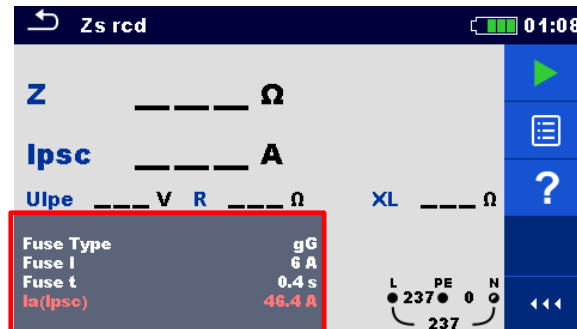 Zs rcd 01:08
Z ___ Ω
Ipsc ___ A
Ulpe ___ V R ___ Ω XL ___ Ω
?
Fuse Type gG
Fuse I 6 A
Fuse t 0.4 s
Ia(Ipsc) 46.4 A
L PE N
237 0
237